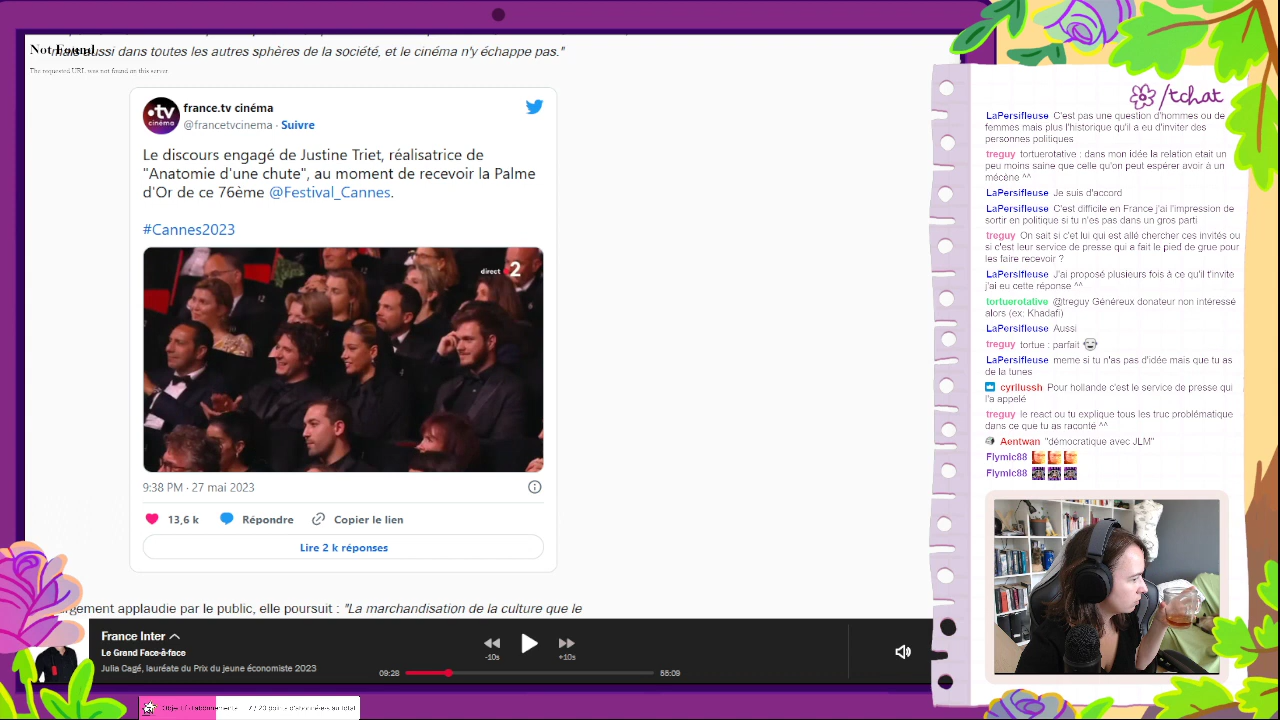 Not Found
mais aussi dans toutes les autres sphères de la société, et le cinéma n'y échappe pas."
The requested URL was not found on this server
france.tv cinéma
@francetvcinema · Suivre
Le discours engagé de Justine Triet, réalisatrice de
"Anatomie d'une chute", au moment de recevoir la Palme
d'Or de ce 76ème @Festival_Cannes.
#Cannes2023
direct 2
9:38 PM · 27 mai 2023
13,6 k Répondre Copier le lien
Lire 2 k réponses
largement applaudie par le public, elle poursuit : "La marchandisation de la culture que le
France Inter
Le Grand Face-à-face
Julia Cagé, lauréate du Prix du jeune économiste 2023
-10s +10s
09:28 55:09
/tchat
LaPersifleuse C'est pas une question d'hommes ou de
femmes mais plus l'historique qu'il a eu d'inviter des
personnes politiques
treguy tortuerotative : dans mon idée la relation etait un
peu moins saine que celle qu'on peut espérer avoir à un
mécène ^^
LaPersifleuse Je suis d'accord
LaPersifleuse C'est difficile en France j'ai l'impression de
sortir en politique si tu n'es pas dans un gros parti
treguy On sait si c'et lui qui est allé chercher ces invités ou
si c'est leur service de presse qui a fait le pied de grue pour
les faire recevoir ?
LaPersifleuse J'ai proposé plusieurs fois à ce qu'il t'invite
j'ai eu cette réponse ^^
tortuerotative @treguy Généreux donateur non intéressé
alors (ex: Khadafi)
LaPersifleuse Aussi
treguy tortue : parfait
LaPersifleuse meme si tu n'as pas d'idée mais que tu as
de la tunes
cyrilussh Pour hollande c'est le service de presse qui
l'a appelé
treguy le react ou tu explique tous les truc problématique
dans ce que tu as raconté ^^
Aentwan "démocratique avec JLM"
Flymic88
Flymic88